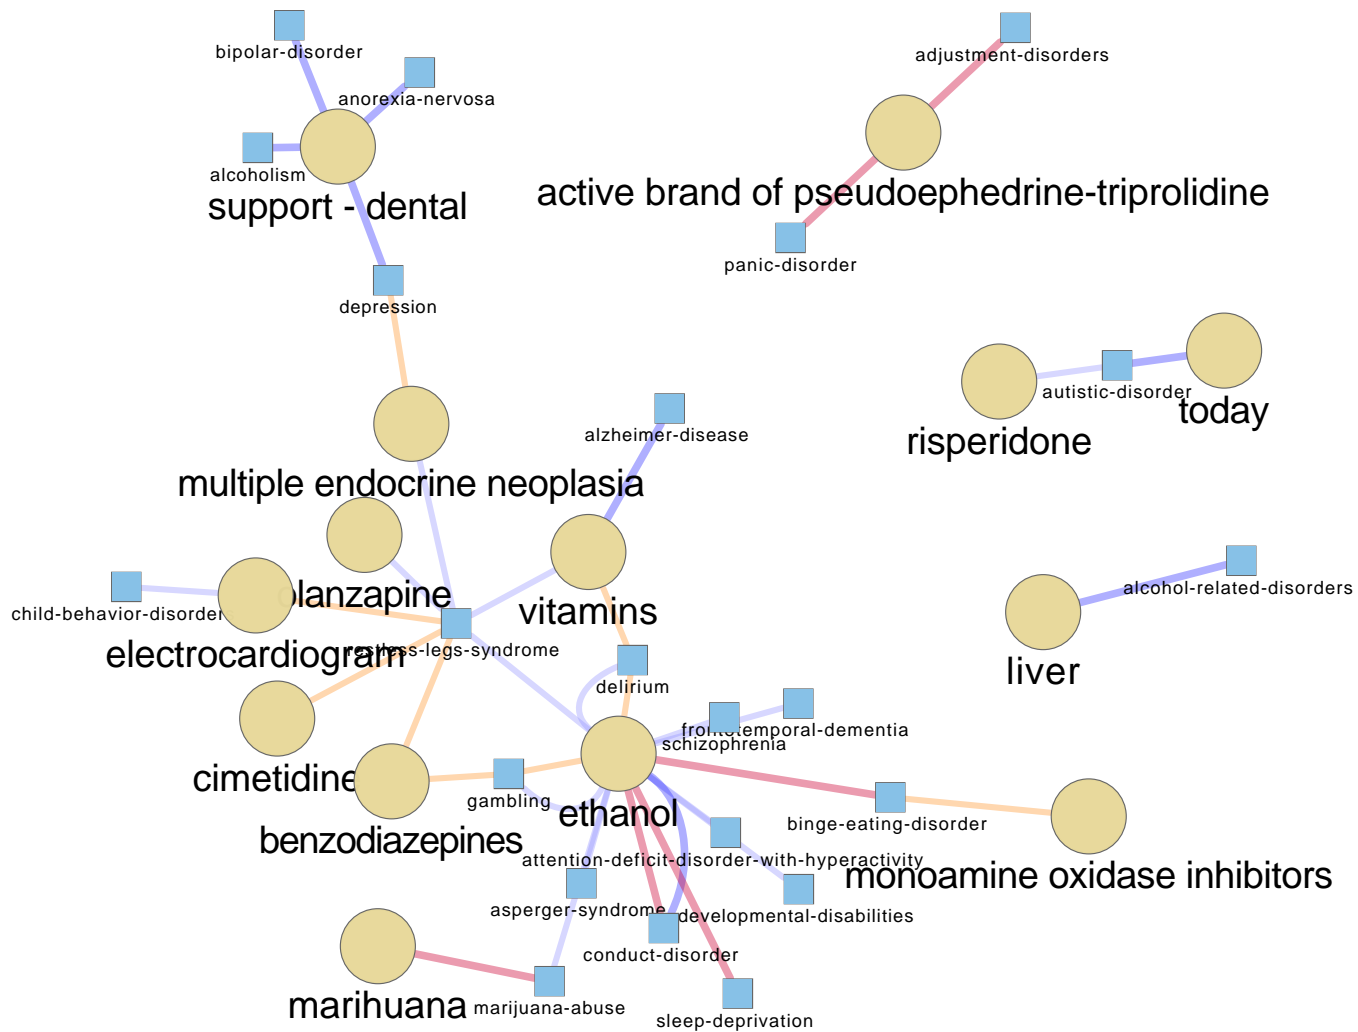 bipolar-disorder
adjustment-disorders
anorexia-nervosa
alcoholism
support - dental
active brand of pseudoephedrine-triprolidine
panic-disorder
depression
autistic-disorder
today
risperidone
alzheimer-disease
multiple endocrine neoplasia
alcohol-related-disorders
olanzapine
child-behavior-disorders
vitamins
restless-legs-syndrome
electrocardiogram
liver
delirium
frontotemporal-dementia
schizophrenia
cimetidine
gambling
ethanol
binge-eating-disorder
benzodiazepines
attention-deficit-disorder-with-hyperactivity
monoamine oxidase inhibitors
asperger-syndrome
developmental-disabilities
conduct-disorder
marihuana
marijuana-abuse
sleep-deprivation